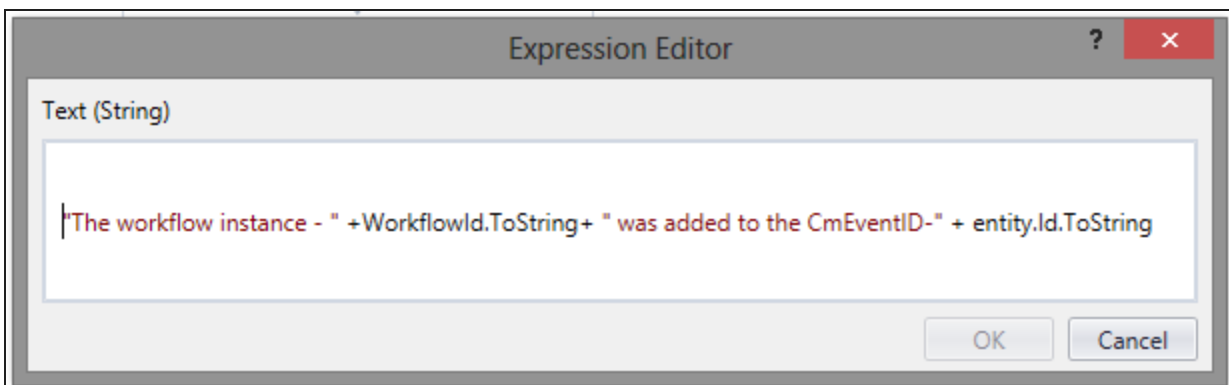 Expression Editor
? ×
Text (String)
"The workflow instance - " +WorkflowId.ToString+ " was added to the CmEventID-" + entity.Id.ToString
OK Cancel